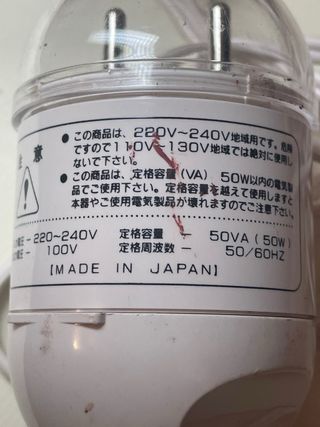 ● この商品は、220V～240V地域用です。危険
ですので110V～130V地域では絶対に使用し
ないで下さい。
意
● この商品は、定格容量(VA) 50W以内の電気製
品でご使用下さい。定格容量を越えて使用しますと
本器やご使用電気製品が壊れますのでご注意下さい。
電圧－220～240V 定格容量 － 50VA(50W)
電圧－ 100V 定格周波数 － 50/60HZ
[MADE IN JAPAN]